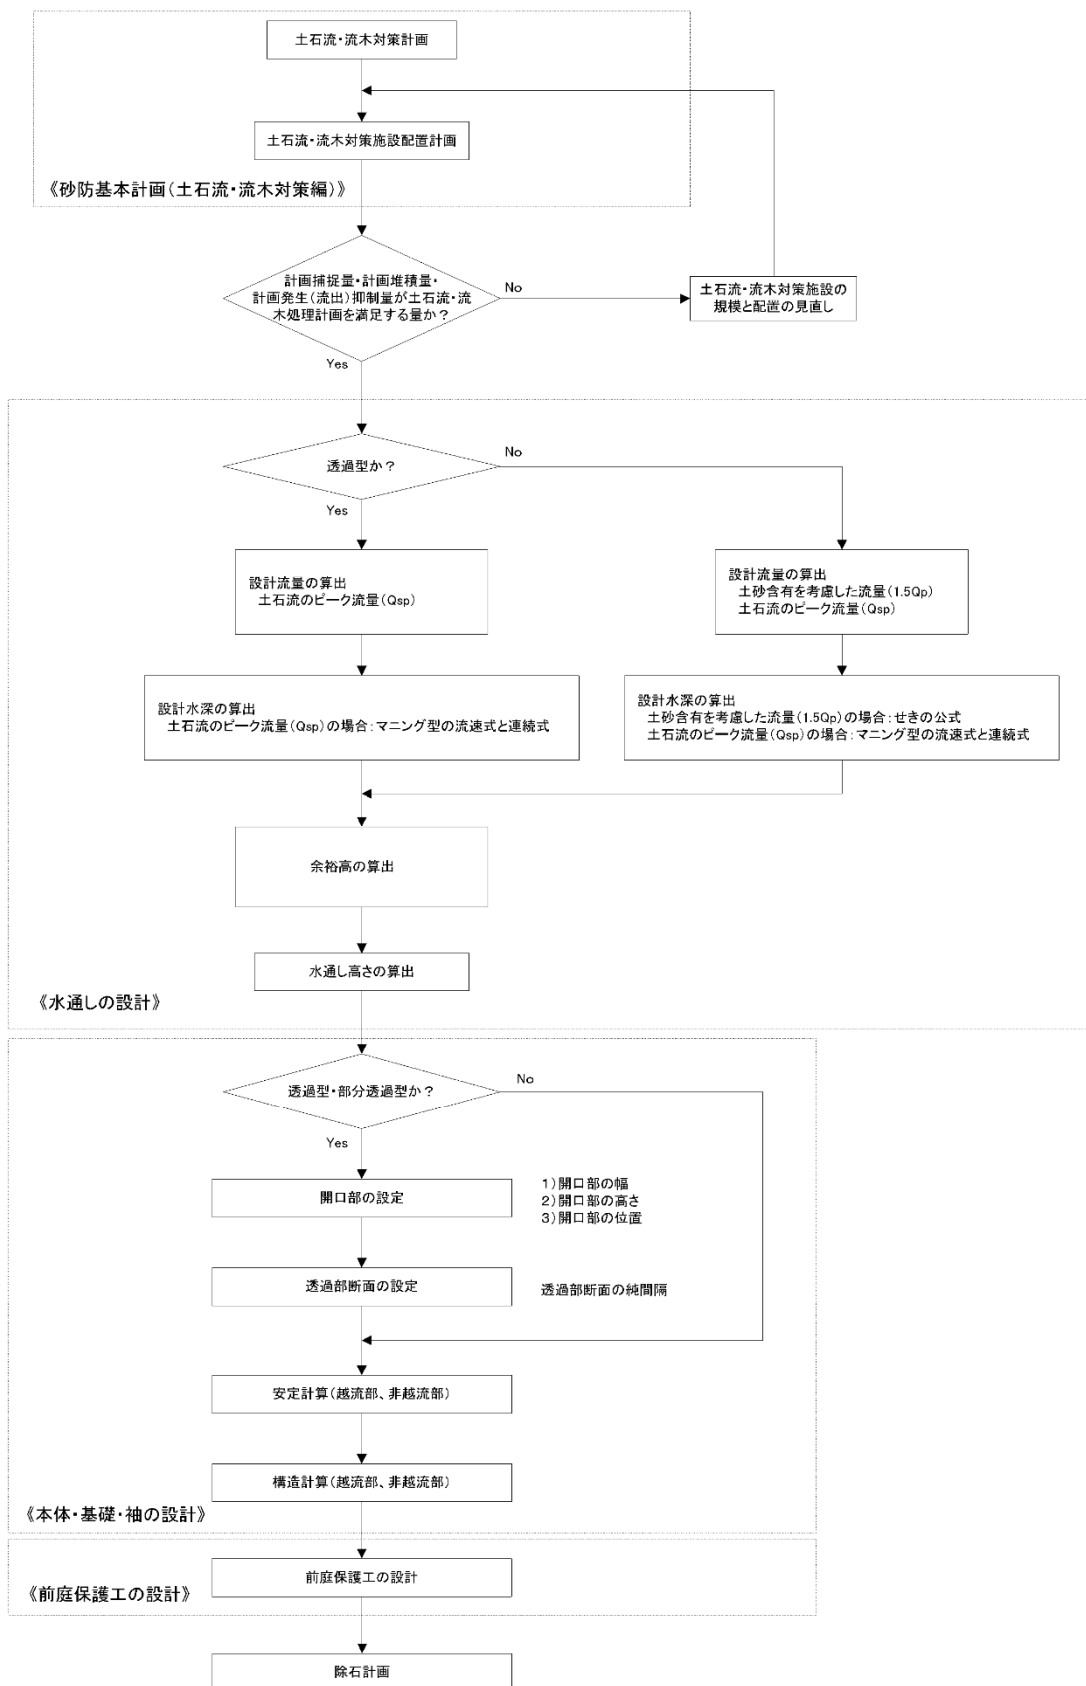 土石流・流木対策計画
土石流・流木対策施設配置計画
《砂防基本計画(土石流・流木対策編)》
計画捕捉量・計画堆積量・
計画発生(流出)抑制量が土石流・流
木処理計画を満足する量か?
No
土石流・流木対策施設の
規模と配置の見直し
Yes
透過型か?
No
Yes
設計流量の算出
土石流のピーク流量(Qsp)
設計流量の算出
土砂含有を考慮した流量(1.5Qp)
土石流のピーク流量(Qsp)
設計水深の算出
土石流のピーク流量(Qsp)の場合:マニング型の流速式と連続式
設計水深の算出
土砂含有を考慮した流量(1.5Qp)の場合:せきの公式
土石流のピーク流量(Qsp)の場合:マニング型の流速式と連続式
余裕高の算出
水通し高さの算出
《水通しの設計》
透過型・部分透過型か?
No
Yes
開口部の設定
1)開口部の幅
2)開口部の高さ
3)開口部の位置
透過部断面の設定
透過部断面の純間隔
安定計算(越流部、非越流部)
構造計算(越流部、非越流部)
《本体・基礎・袖の設計》
前庭保護工の設計
《前庭保護工の設計》
除石計画